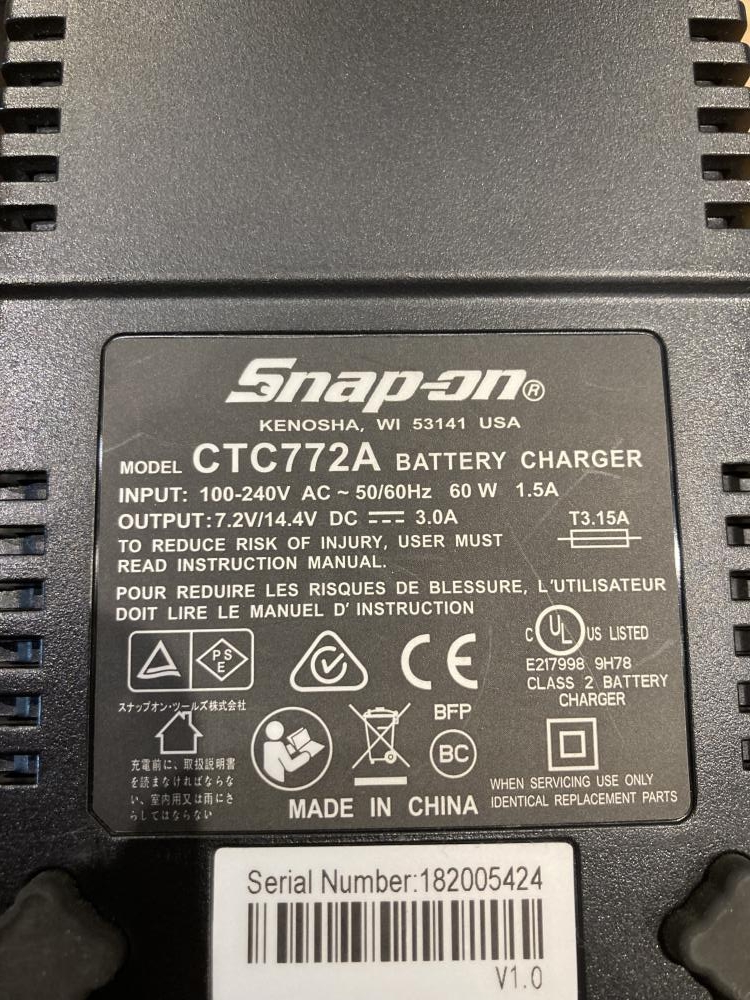 Snap-on®
KENOSHA, WI 53141 USA
MODEL CTC772A BATTERY CHARGER
INPUT: 100-240V AC ~ 50/60Hz 60 W 1.5A
OUTPUT:7.2V/14.4V DC ⎓ 3.0A
T3.15A
TO REDUCE RISK OF INJURY, USER MUST
READ INSTRUCTION MANUAL.
POUR REDUIRE LES RISQUES DE BLESSURE, L'UTILISATEUR
DOIT LIRE LE MANUEL D' INSTRUCTION
PS
E
CE
C UL US LISTED
E217998 9H78
CLASS 2 BATTERY
CHARGER
スナップオン・ツールズ株式会社
充電前に、取扱説明書
を読まなければならな
い、室内用又は雨にさ
らしてはならない
BFP
BC
MADE IN CHINA
WHEN SERVICING USE ONLY
IDENTICAL REPLACEMENT PARTS
Serial Number:182005424
V1.0